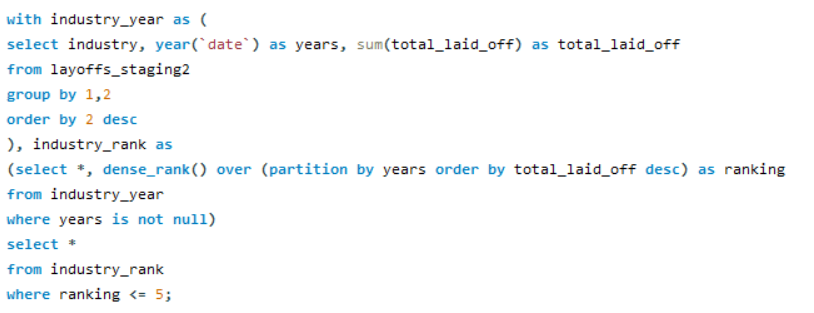 with industry_year as (
select industry, year(`date`) as years, sum(total_laid_off) as total_laid_off
from layoffs_staging2
group by 1,2
order by 2 desc
), industry_rank as
(select *, dense_rank() over (partition by years order by total_laid_off desc) as ranking
from industry_year
where years is not null)
select *
from industry_rank
where ranking <= 5;